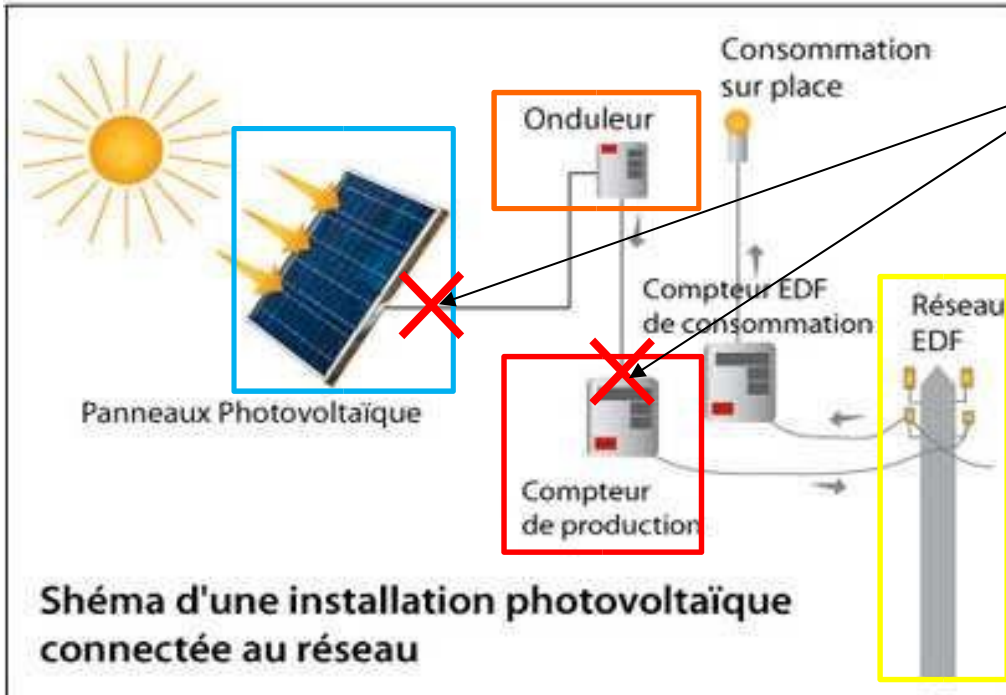 Consommation
sur place
Onduleur
Compteur EDF
de consommation
Réseau
EDF
Panneaux Photovoltaïque
Compteur
de production
Shéma d'une installation photovoltaïque
connectée au réseau